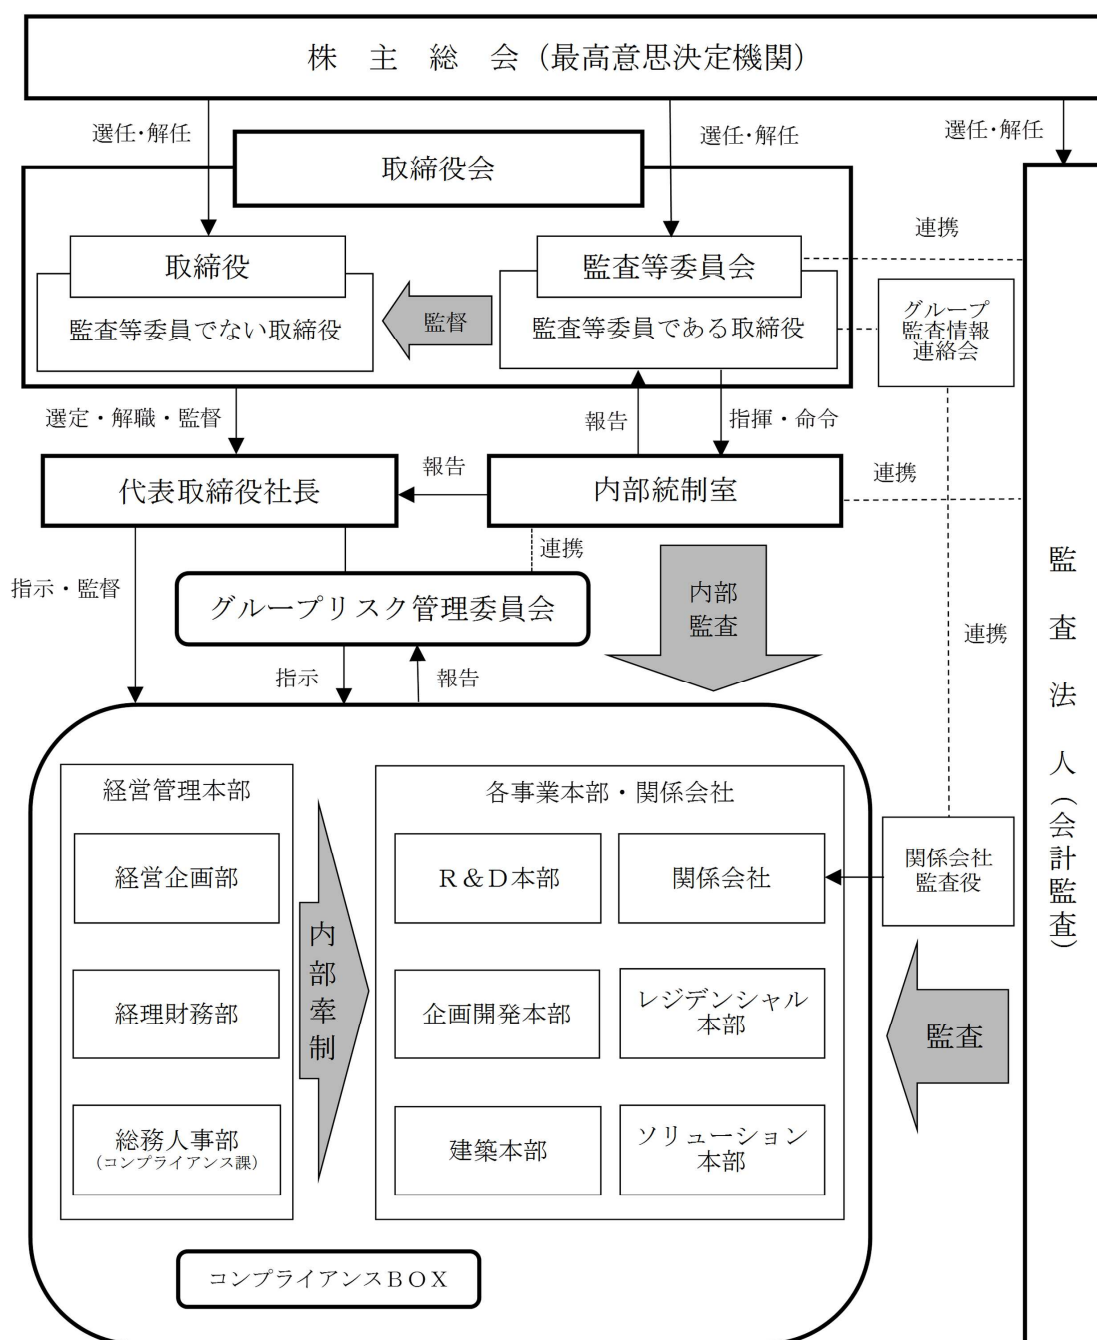 株 主 総 会（最高意思決定機関）
選任・解任
選任・解任
選任・解任
取締役会
連携
取締役
監査等委員会
監査等委員でない取締役
監督
監査等委員である取締役
グループ
監査情報
連絡会
選定・解職・監督
報告
指揮・命令
代表取締役社長
報告
内部統制室
連携
指示・監督
連携
グループリスク管理委員会
内部
監査
連携
指示
報告
監査法人（会計監査）
経営管理本部
各事業本部・関係会社
経営企画部
Ｒ＆Ｄ本部
関係会社
関係会社
監査役
内部牽制
経理財務部
企画開発本部
レジデンシャル
本部
監査
総務人事部
（コンプライアンス課）
建築本部
ソリューション
本部
コンプライアンスＢＯＸ